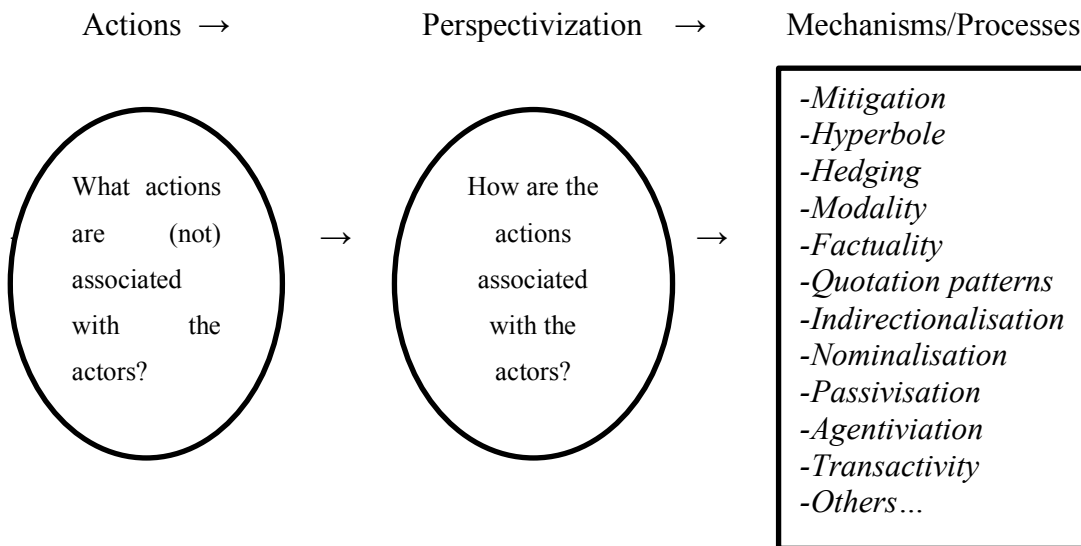 Actions → Perspectivization → Mechanisms/Processes
What actions
are (not)
associated
with the
actors?
→
How are the
actions
associated
with the
actors?
→
-Mitigation
-Hyperbole
-Hedging
-Modality
-Factuality
-Quotation patterns
-Indirectionalisation
-Nominalisation
-Passivisation
-Agentiviation
-Transactivity
-Others…